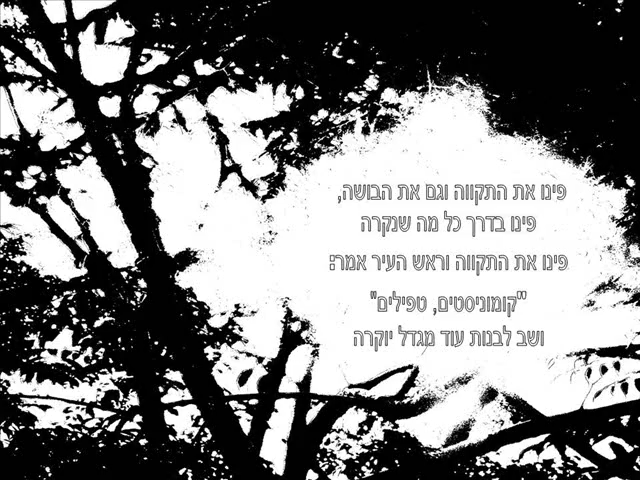 פינו את התקווה וגם את הבושה,
פינו בדרך כל מה שנקרה
פינו את התקווה וראש העיר אמר:
"קומוניסטים, טפילים"
ושב לבנות עוד מגדל יוקרה